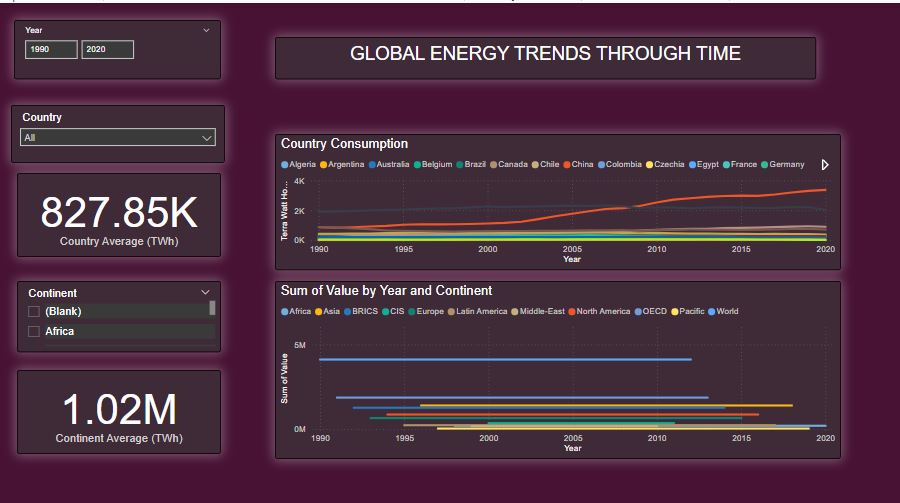 Year
1990 2020
GLOBAL ENERGY TRENDS THROUGH TIME
Country
All
827.85K
Country Average (TWh)
Continent
(Blank)
Africa
1.02M
Continent Average (TWh)
Country Consumption
Algeria Argentina Australia Belgium Brazil Canada Chile China Colombia Czechia Egypt France Germany
Terra Watt Ho...
4K
2K
0K
1990 1995 2000 2005 2010 2015 2020
Year
Sum of Value by Year and Continent
Africa Asia BRICS CIS Europe Latin America Middle-East North America OECD Pacific World
Sum of Value
5M
0M
1990 1995 2000 2005 2010 2015 2020
Year